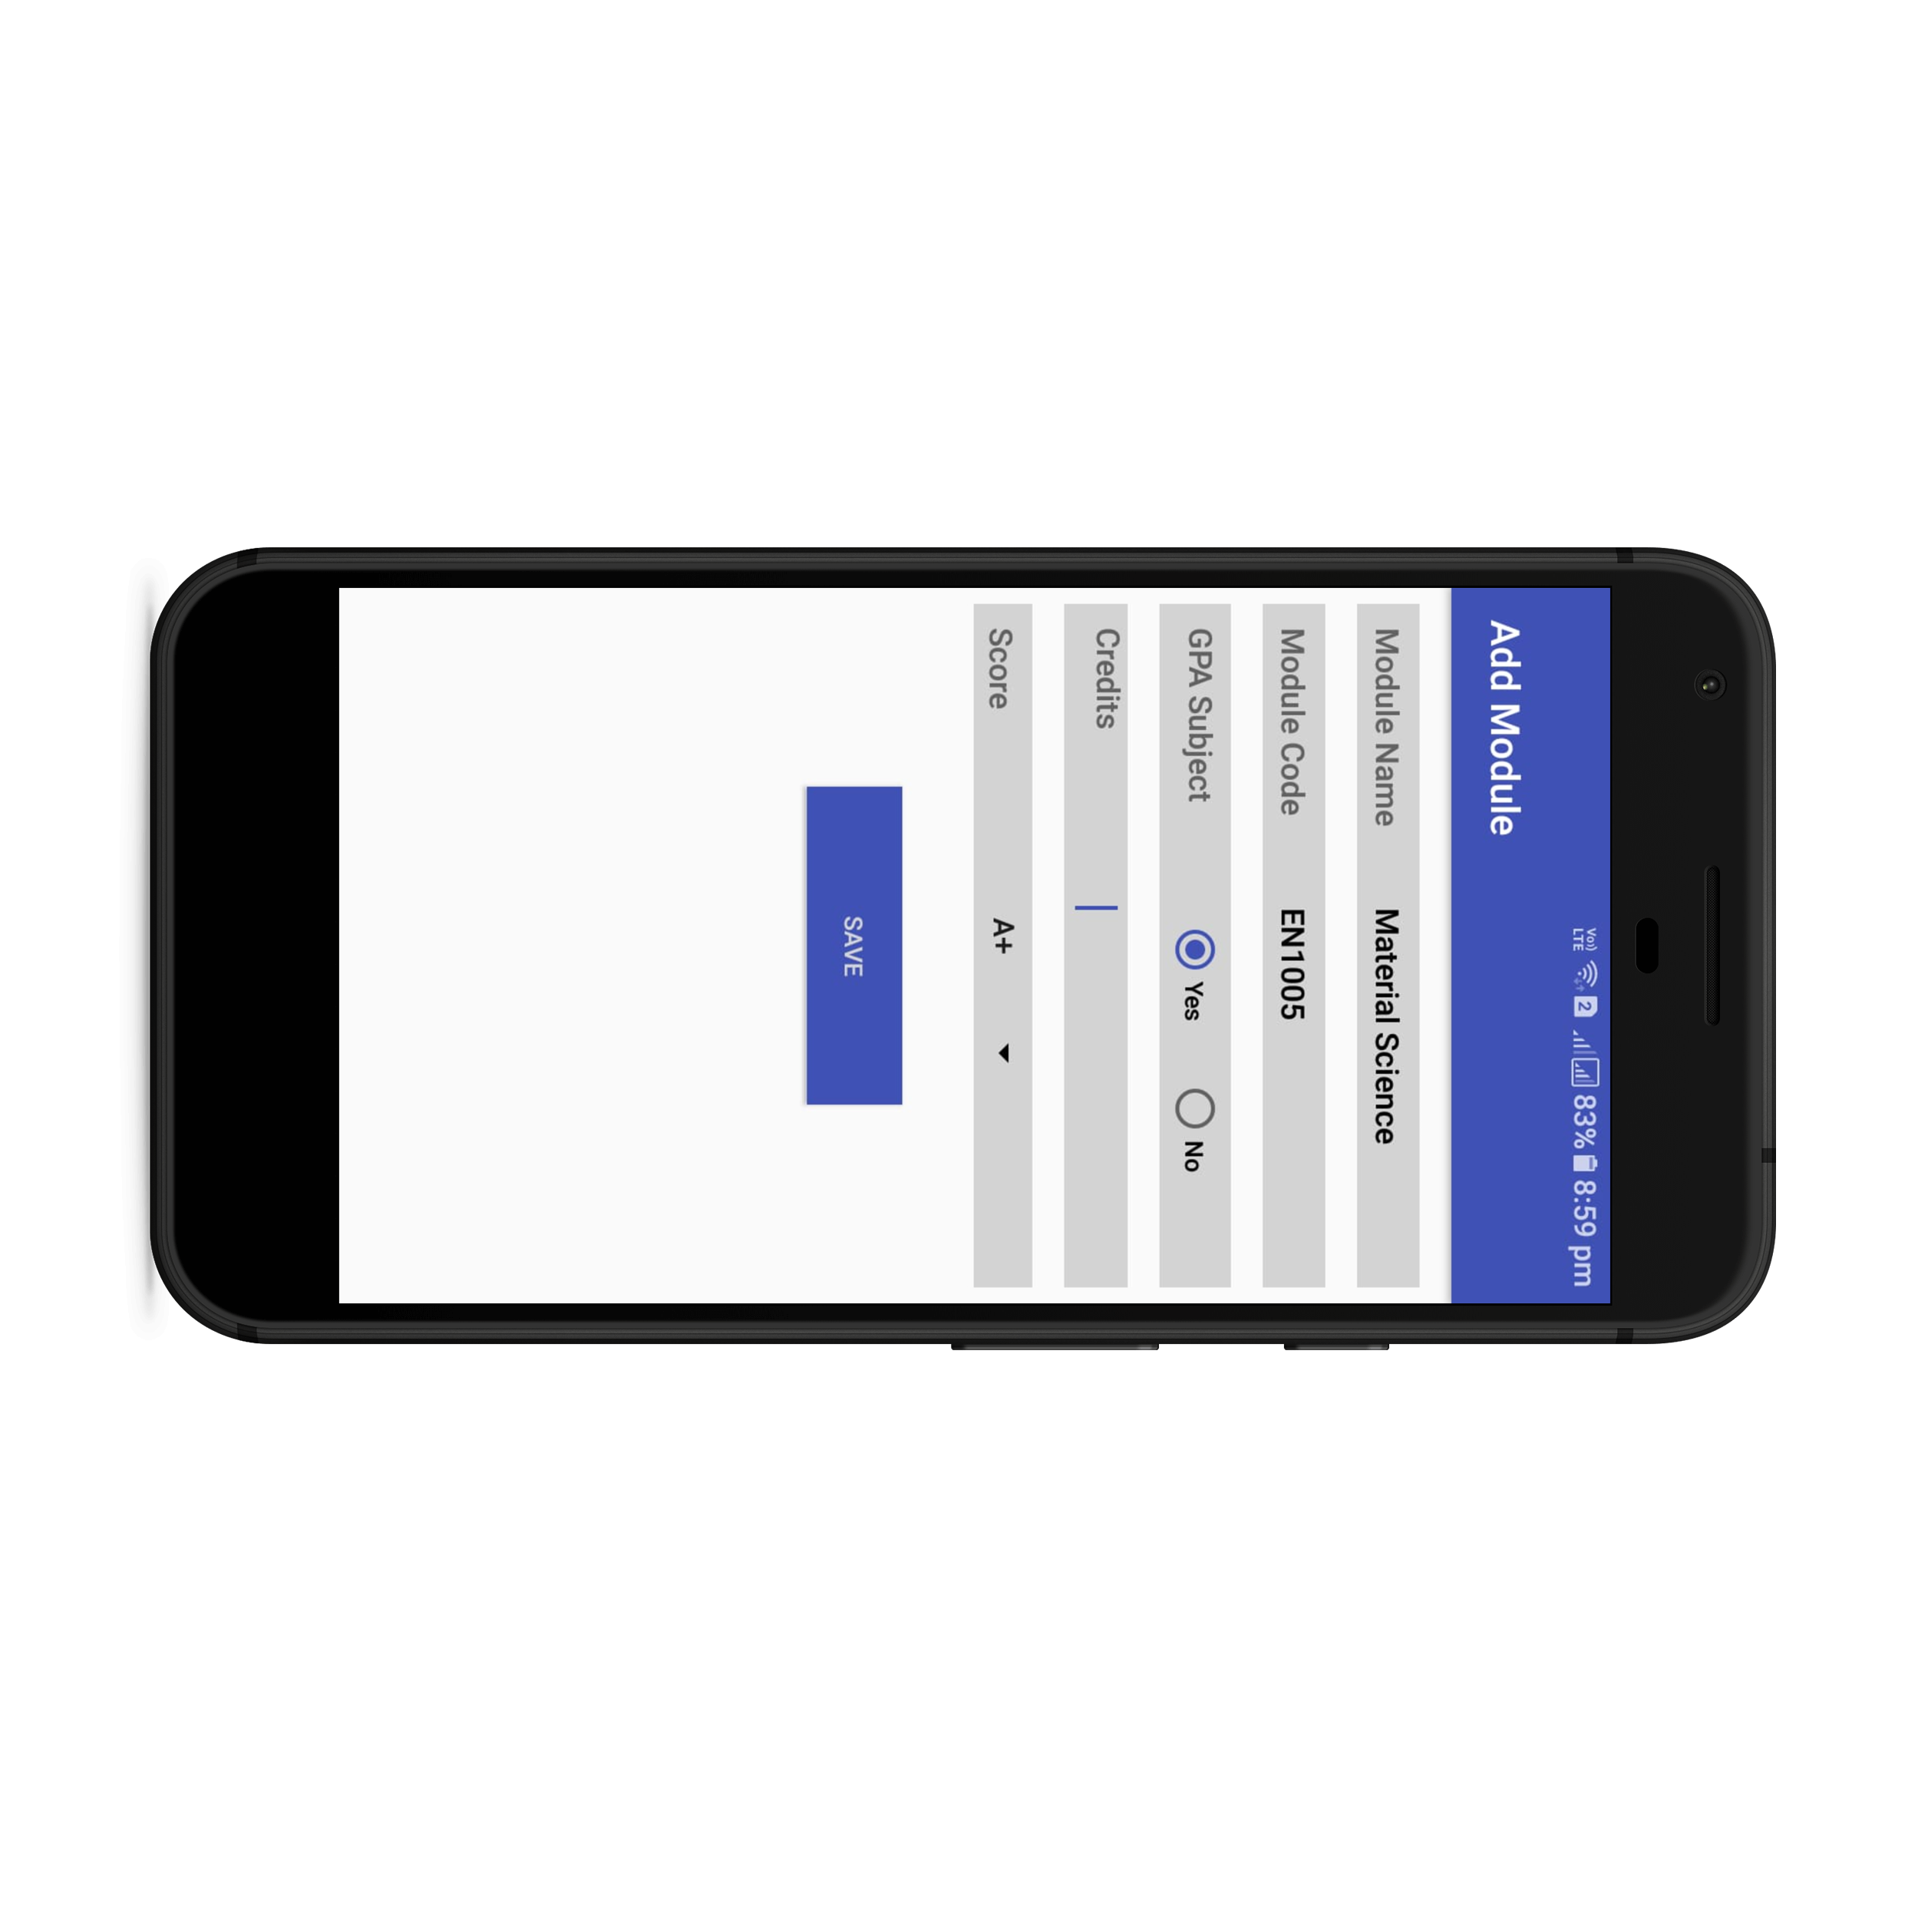 Vo)) LTE 2 83% 8:59 pm
Add Module
Module Name Material Science
Module Code EN1005
GPA Subject Yes No
Credits
Score A+
SAVE